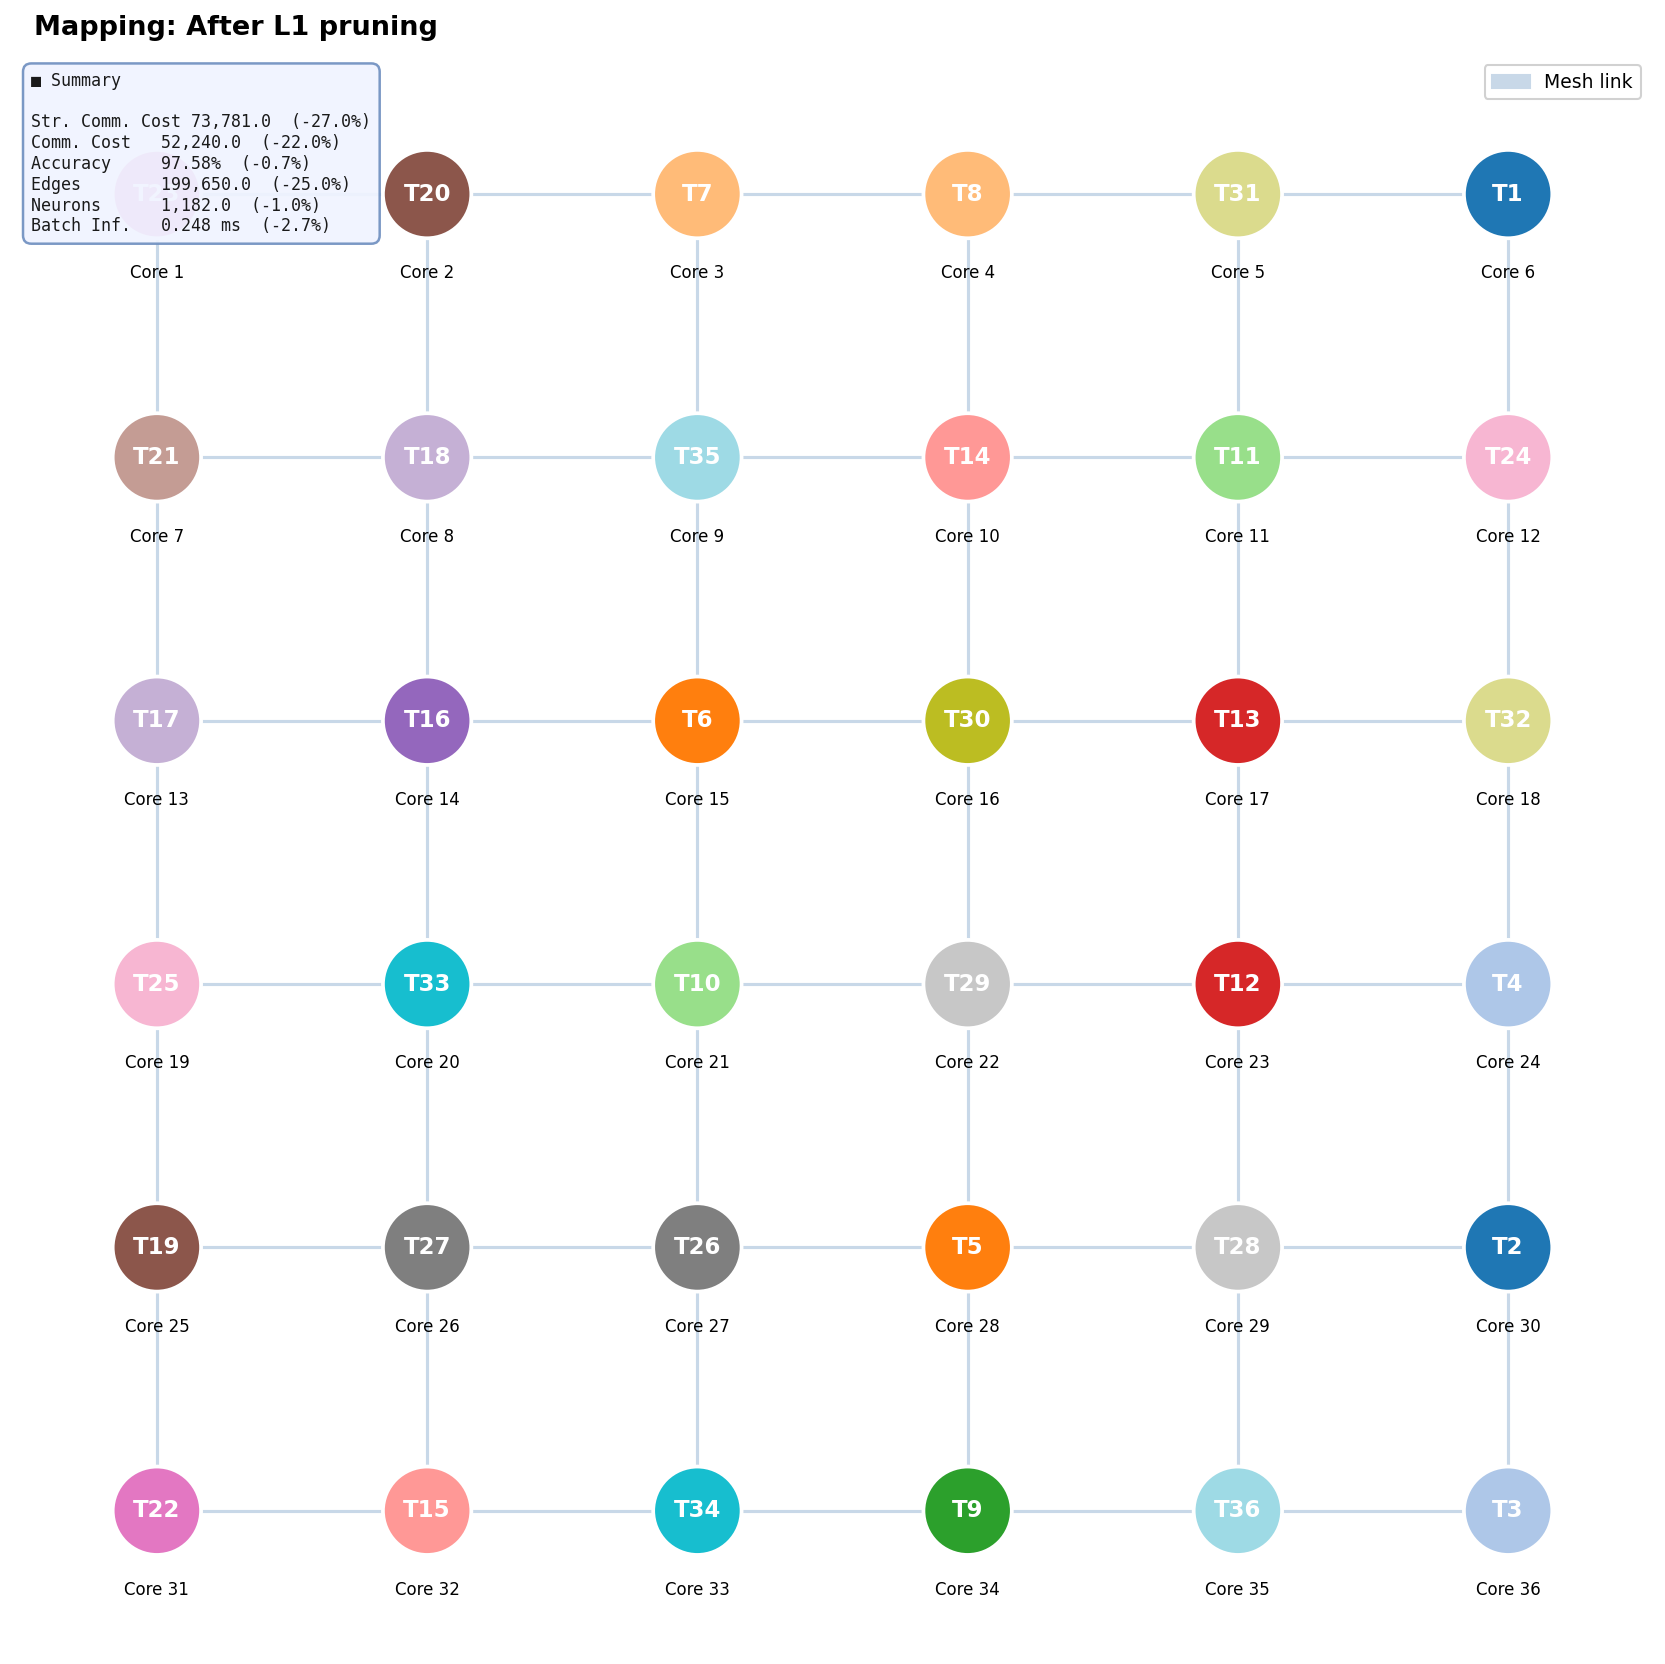 Mapping: After L1 pruning
■ Summary
Str. Comm. Cost 73,781.0 (-27.0%)
Comm. Cost 52,240.0 (-22.0%)
Accuracy 97.58% (-0.7%)
Edges 199,650.0 (-25.0%)
Neurons 1,182.0 (-1.0%)
Batch Inf. 0.248 ms (-2.7%)
Mesh link
T20 T7 T8 T31 T1
Core 1 Core 2 Core 3 Core 4 Core 5 Core 6
T21 T18 T35 T14 T11 T24
Core 7 Core 8 Core 9 Core 10 Core 11 Core 12
T17 T16 T6 T30 T13 T32
Core 13 Core 14 Core 15 Core 16 Core 17 Core 18
T25 T33 T10 T29 T12 T4
Core 19 Core 20 Core 21 Core 22 Core 23 Core 24
T19 T27 T26 T5 T28 T2
Core 25 Core 26 Core 27 Core 28 Core 29 Core 30
T22 T15 T34 T9 T36 T3
Core 31 Core 32 Core 33 Core 34 Core 35 Core 36